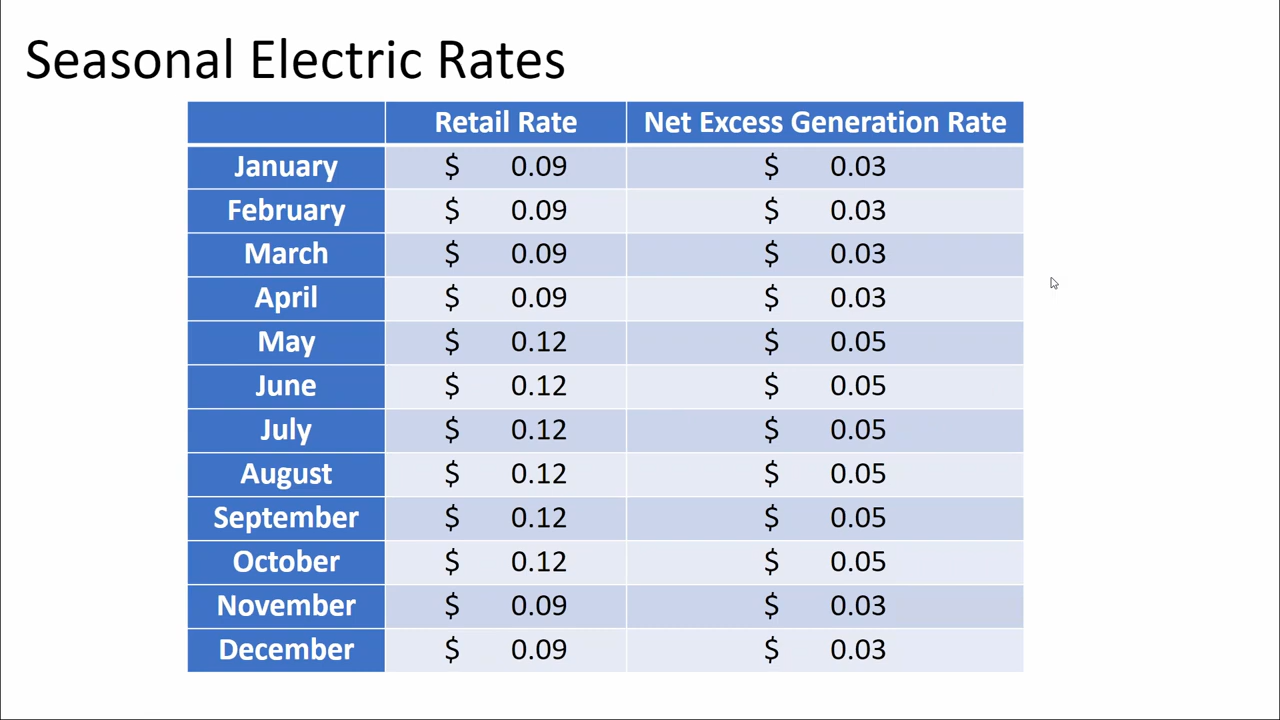 Seasonal Electric Rates
Retail Rate Net Excess Generation Rate
January $ 0.09 $ 0.03
February $ 0.09 $ 0.03
March $ 0.09 $ 0.03
April $ 0.09 $ 0.03
May $ 0.12 $ 0.05
June $ 0.12 $ 0.05
July $ 0.12 $ 0.05
August $ 0.12 $ 0.05
September $ 0.12 $ 0.05
October $ 0.12 $ 0.05
November $ 0.09 $ 0.03
December $ 0.09 $ 0.03